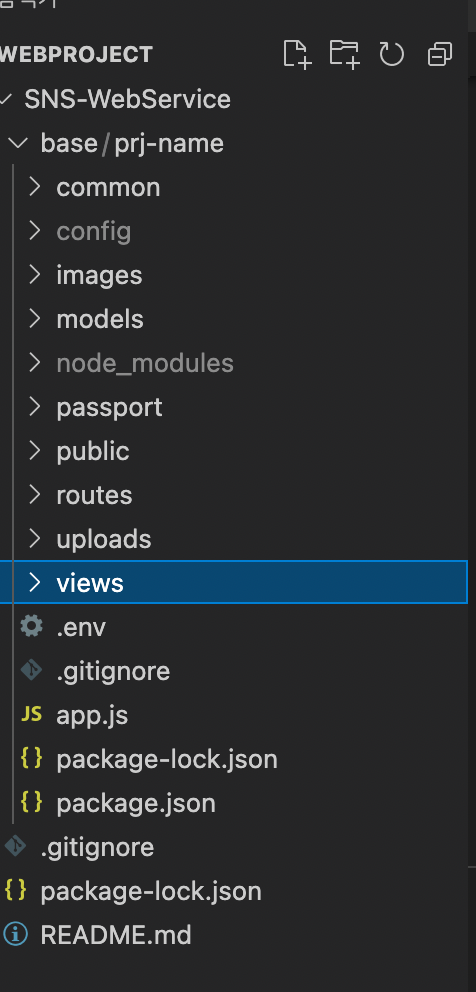 WEBPROJECT
SNS-WebService
base/prj-name
common
config
images
models
node_modules
passport
public
routes
uploads
views
.env
.gitignore
JS app.js
{} package-lock.json
{} package.json
.gitignore
{} package-lock.json
README.md